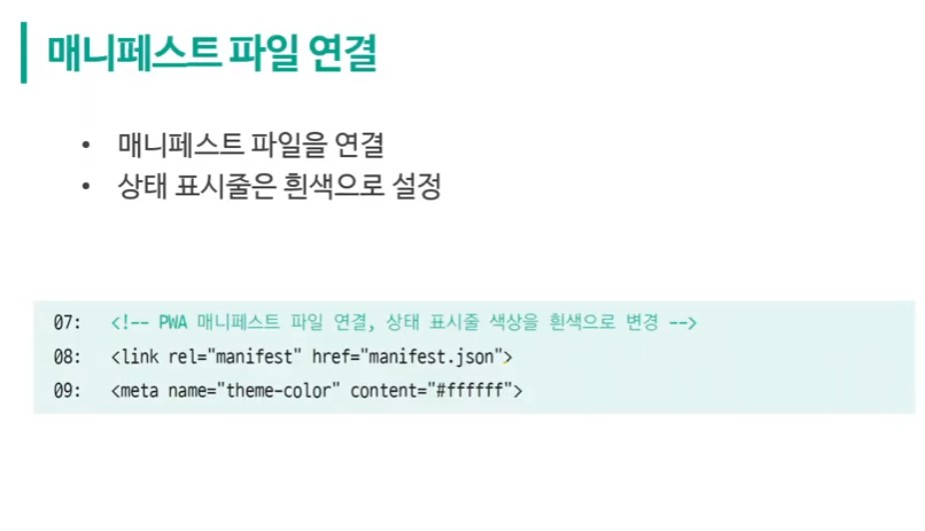 매니페스트 파일 연결
• 매니페스트 파일을 연결
• 상태 표시줄은 흰색으로 설정
07: <!-- PWA 매니페스트 파일 연결, 상태 표시줄 색상을 흰색으로 변경 -->
08: <link rel="manifest" href="manifest.json">
09: <meta name="theme-color" content="#ffffff">